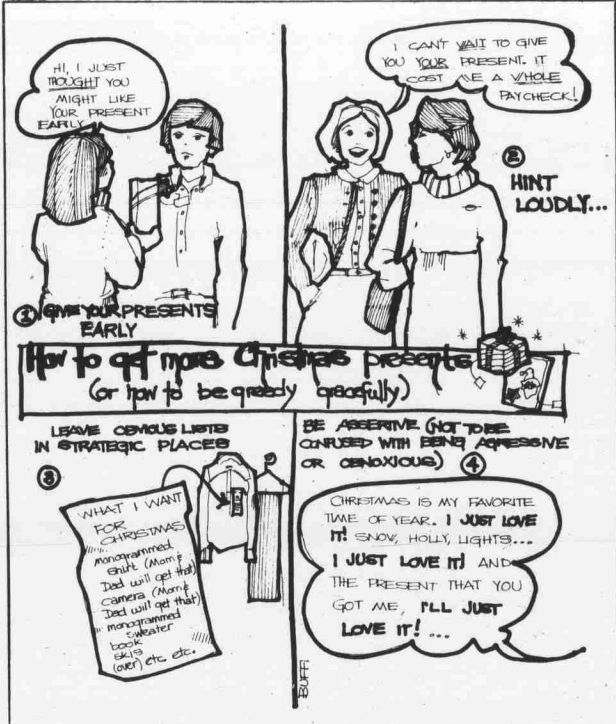 HI, I JUST
THOUGHT YOU
MIGHT LIKE
YOUR PRESENT
EARLY
① GIVE YOUR PRESENTS
EARLY
I CAN'T WAIT TO GIVE
YOU YOUR PRESENT. IT
COST ME A WHOLE
PAYCHECK!
②
HINT
LOUDLY...
How to get more Christmas presents
(or how to be greedy gracefully)
LEAVE OBVIOUS LISTS
IN STRATEGIC PLACES
③
WHAT I WANT
FOR
CHRISTMAS
monogrammed
shirt (Mom &
Dad will get that)
camera (Mom &
Dad will get that)
monogrammed
sweater
book
skis
(over) etc. etc.
BE ASSERTIVE (NOT TO BE
CONFUSED WITH BEING AGRESSIVE
OR OBNOXIOUS) ④
CHRISTMAS IS MY FAVORITE
TIME OF YEAR. I JUST LOVE
IT! SNOW, HOLLY, LIGHTS...
I JUST LOVE IT! AND
THE PRESENT THAT YOU
GOT ME, I'LL JUST
LOVE IT! ...
BUFF.